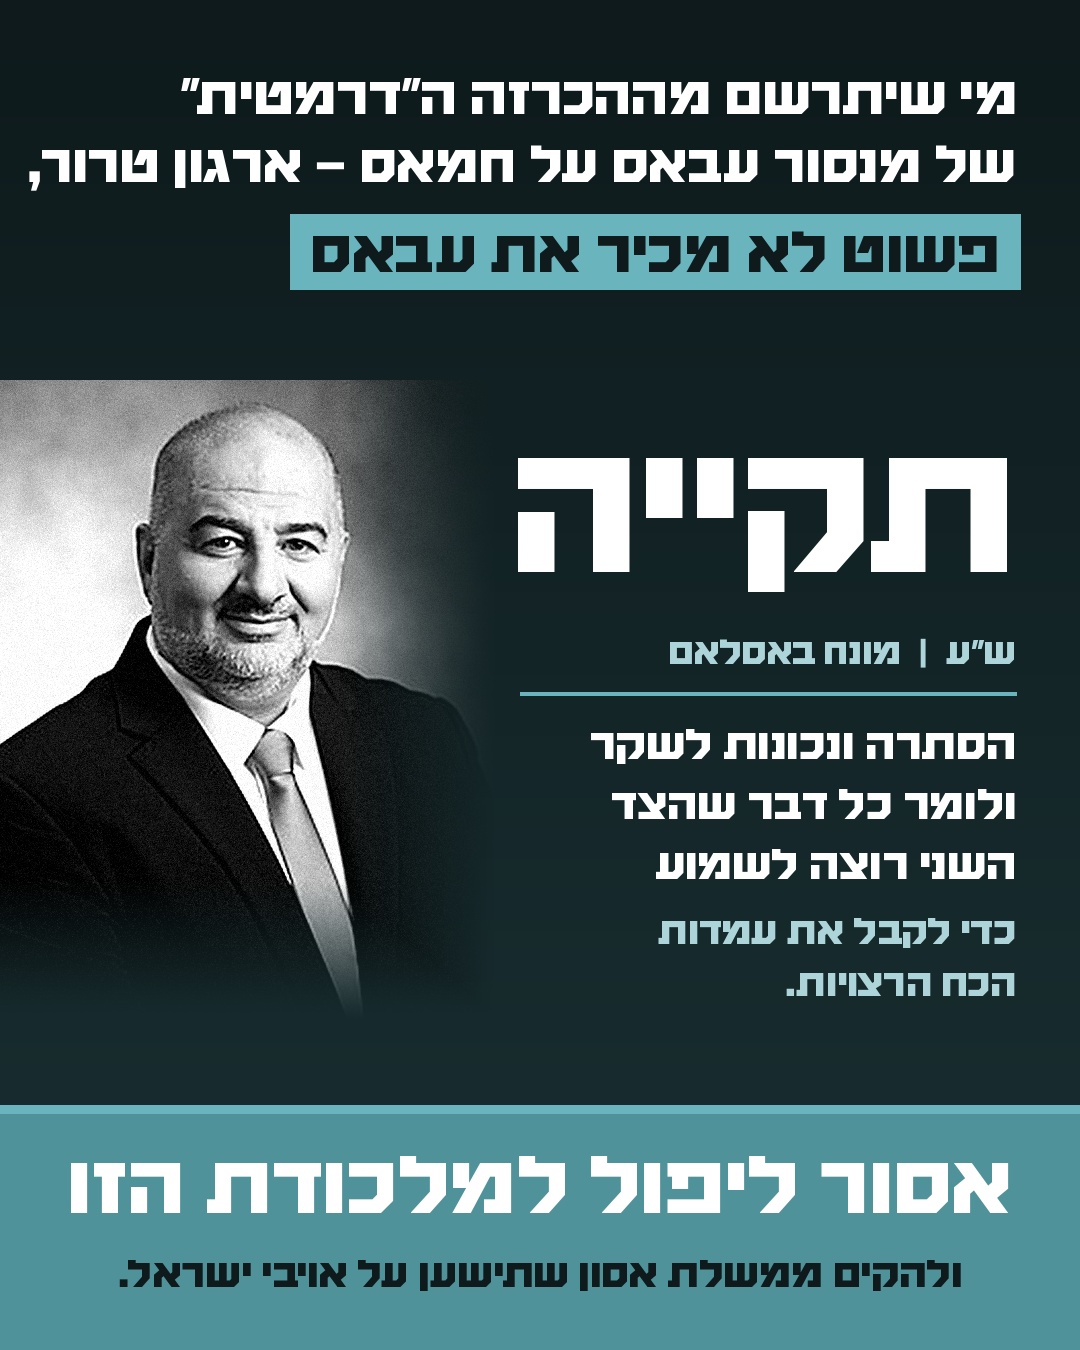 מי שיתרשם מההכרזה ה"דרמטית"
של מנסור עבאס על חמאס – ארגון טרור,
פשוט לא מכיר את עבאס
תקייה
ש"ע | מונח באסלאם
הסתרה ונכונות לשקר
ולומר כל דבר שהצד
השני רוצה לשמוע
כדי לקבל את עמדות
הכח הרצויות.
אסור ליפול למלכודת הזו
ולהקים ממשלת אסון שתישען על אויבי ישראל.